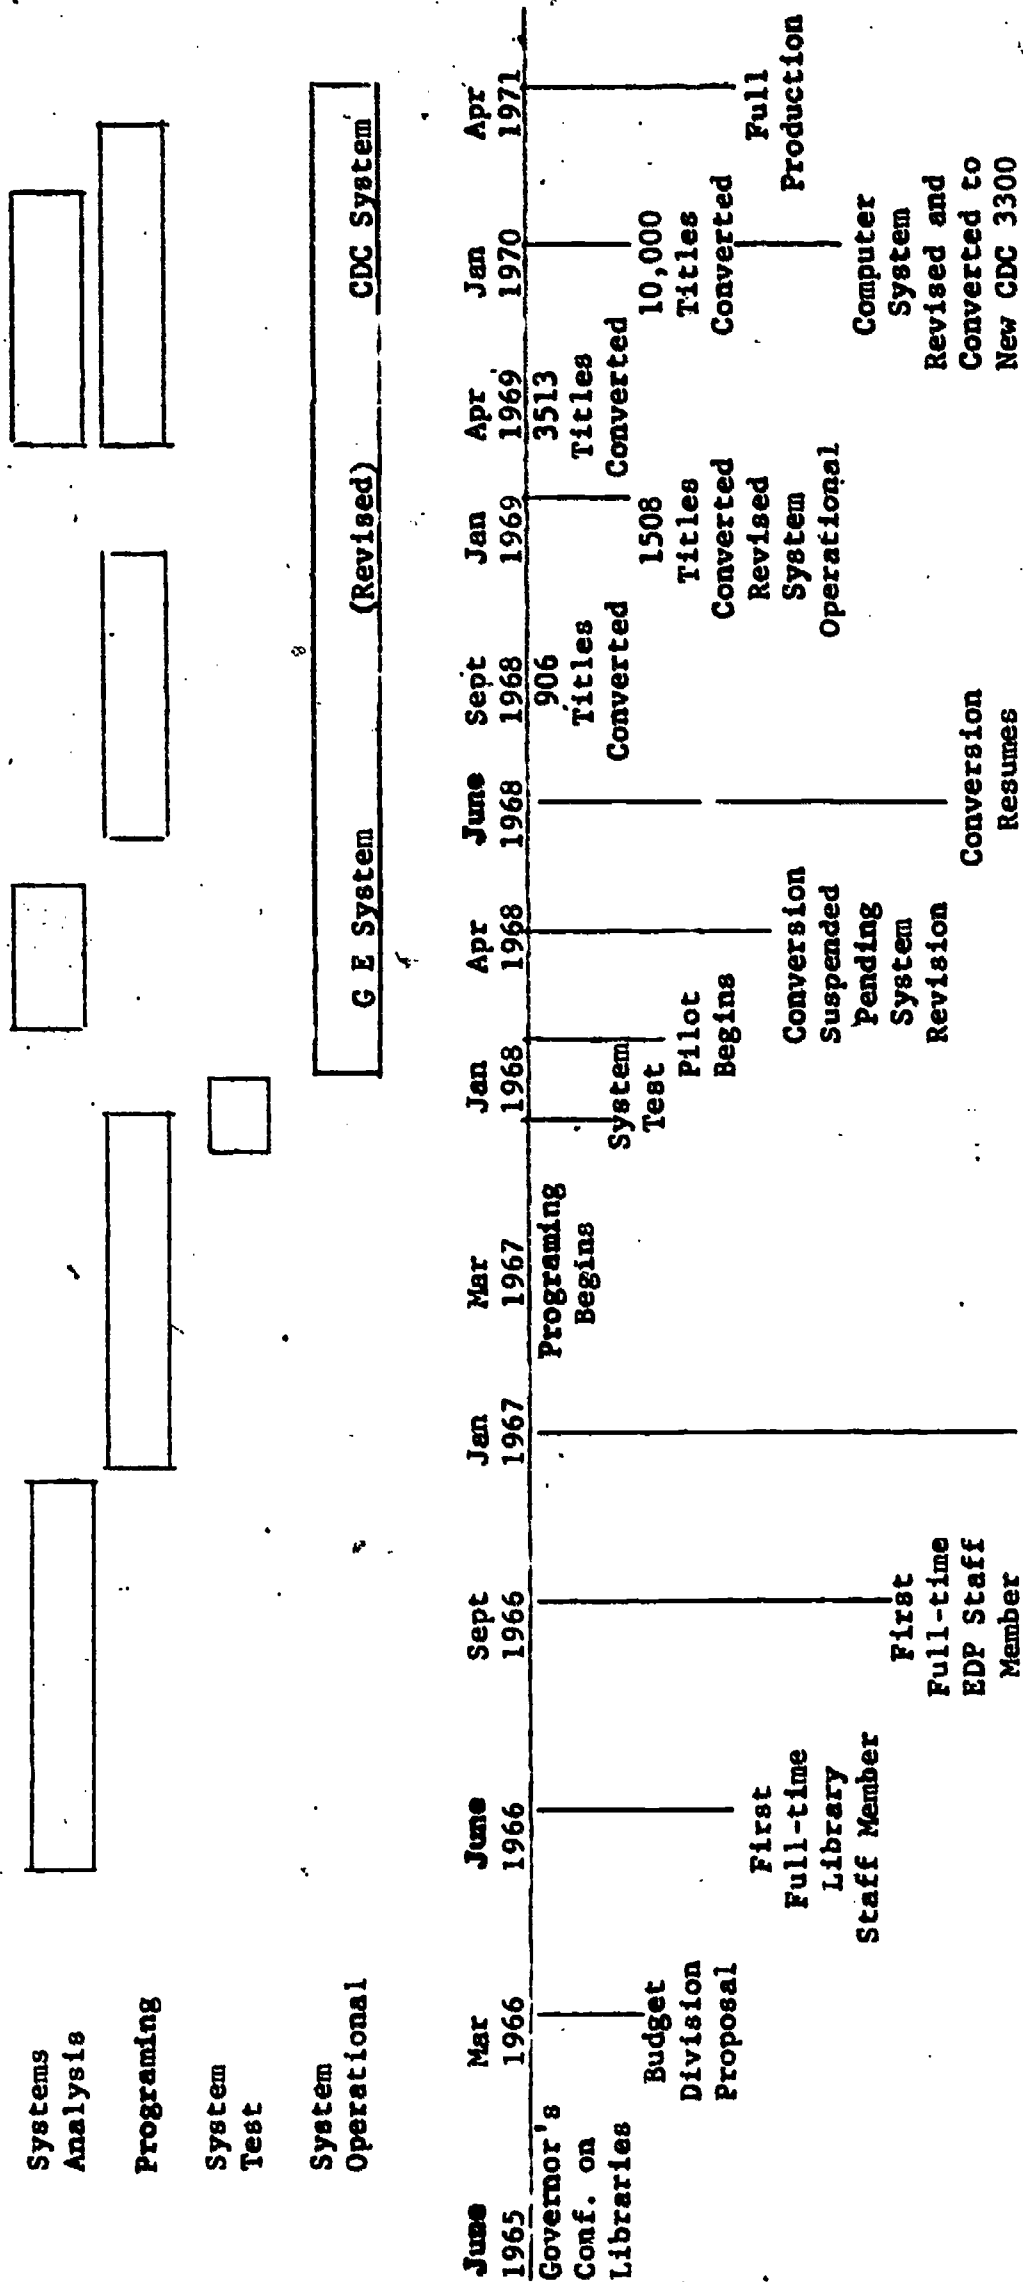 Systems
Analysis
Programing
System
Test
System
Operational
G E System (Revised) CDC System
June
1965
Mar
1966
June
1966
Sept
1966
Jan
1967
Mar
1967
Jan
1968
Apr
1968
June
1968
Sept
1968
Jan
1969
Apr
1969
Jan
1970
Apr
1971
Governor's
Conf. on
Libraries
Budget
Division
Proposal
First
Full-time
Library
Staff Member
First
Full-time
EDP Staff
Member
Programing
Begins
System
Test
Pilot
Begins
Conversion
Suspended
Pending
System
Revision
Conversion
Resumes
906
Titles
Converted
1508
Titles
Converted
Revised
System
Operational
3513
Titles
Converted
10,000
Titles
Converted
Computer
System
Revised and
Converted to
New CDC 3300
Full
Production